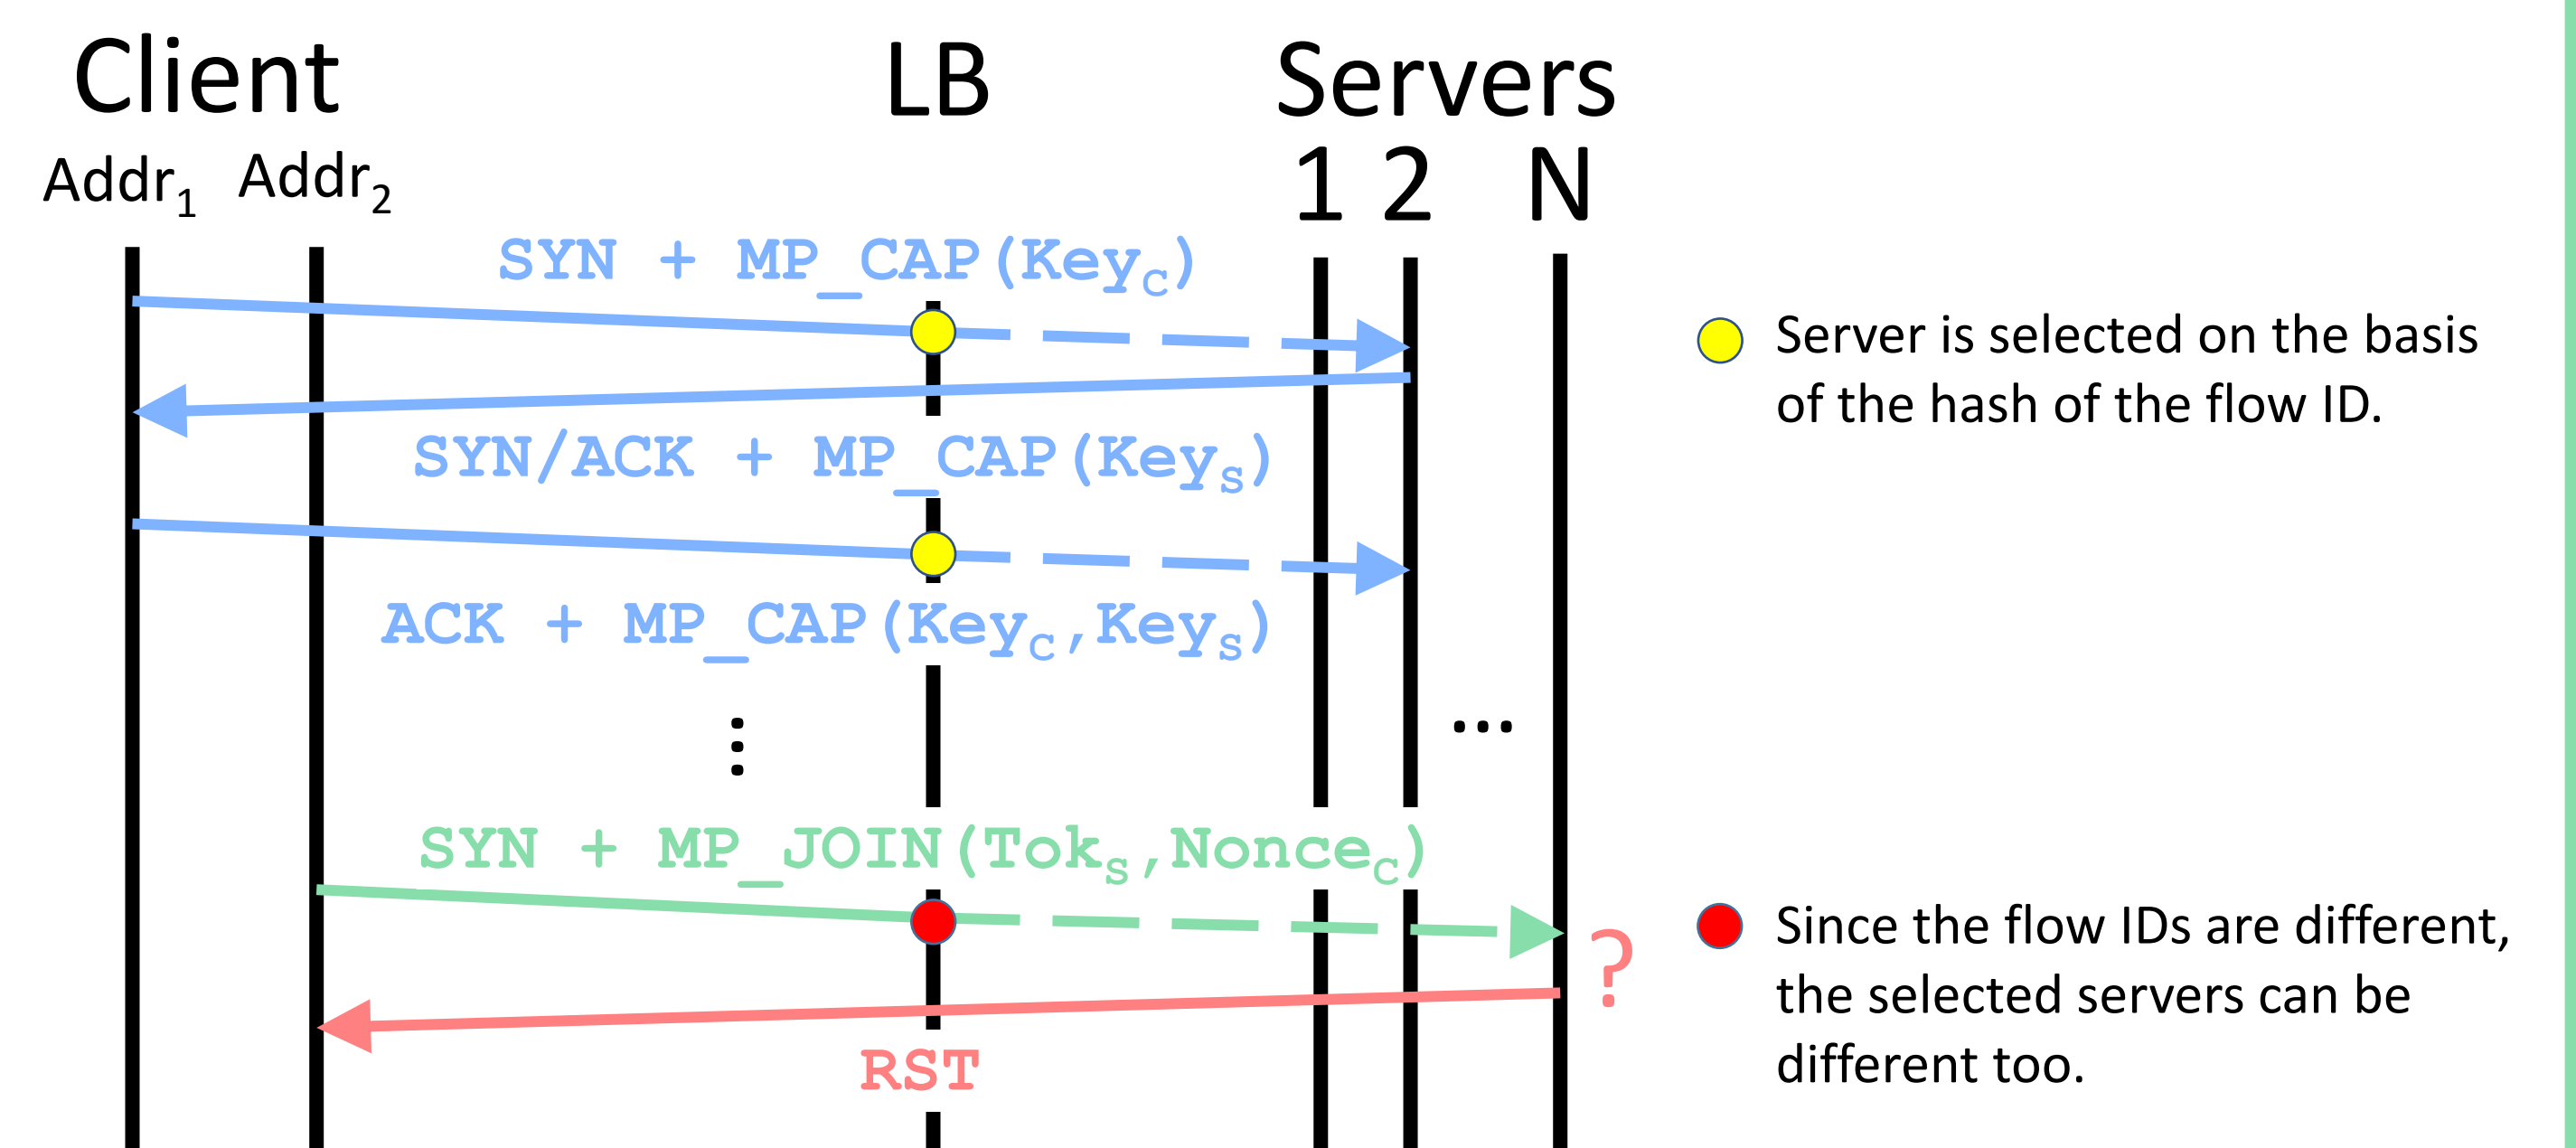 Client LB Servers
Addr1 Addr2 1 2 N
SYN + MP_CAP(KeyC)
Server is selected on the basis
of the hash of the flow ID.
SYN/ACK + MP_CAP(KeyS)
ACK + MP_CAP(KeyC,KeyS)
...
SYN + MP_JOIN(TokS,NonceC)
Since the flow IDs are different,
the selected servers can be
different too.
?
RST